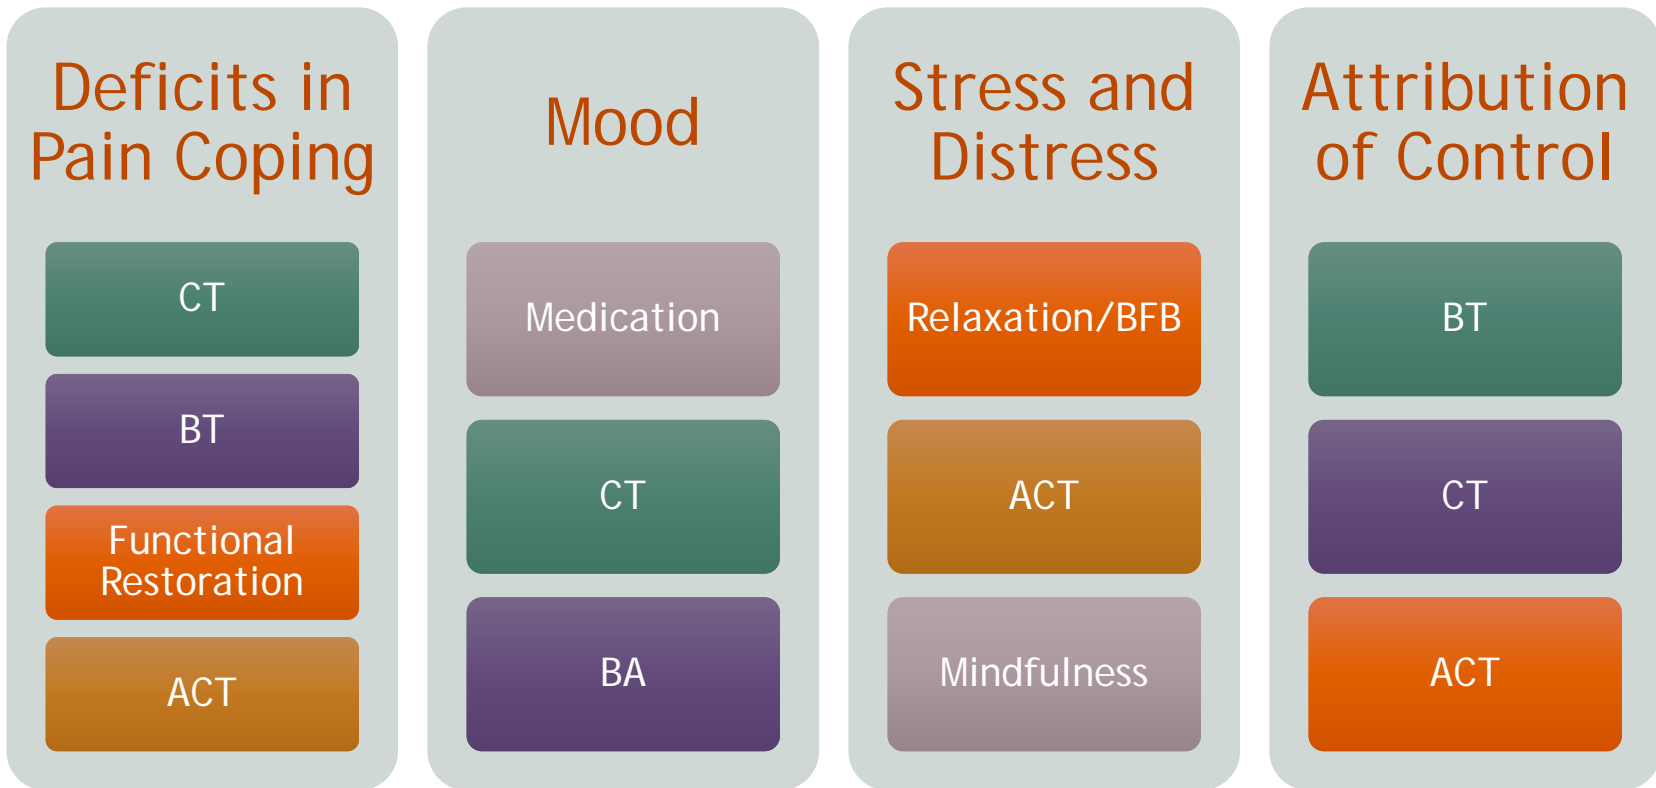 Deficits in
Pain Coping
CT
BT
Functional
Restoration
ACT
Mood
Medication
CT
BA
Stress and
Distress
Relaxation/BFB
ACT
Mindfulness
Attribution
of Control
BT
CT
ACT